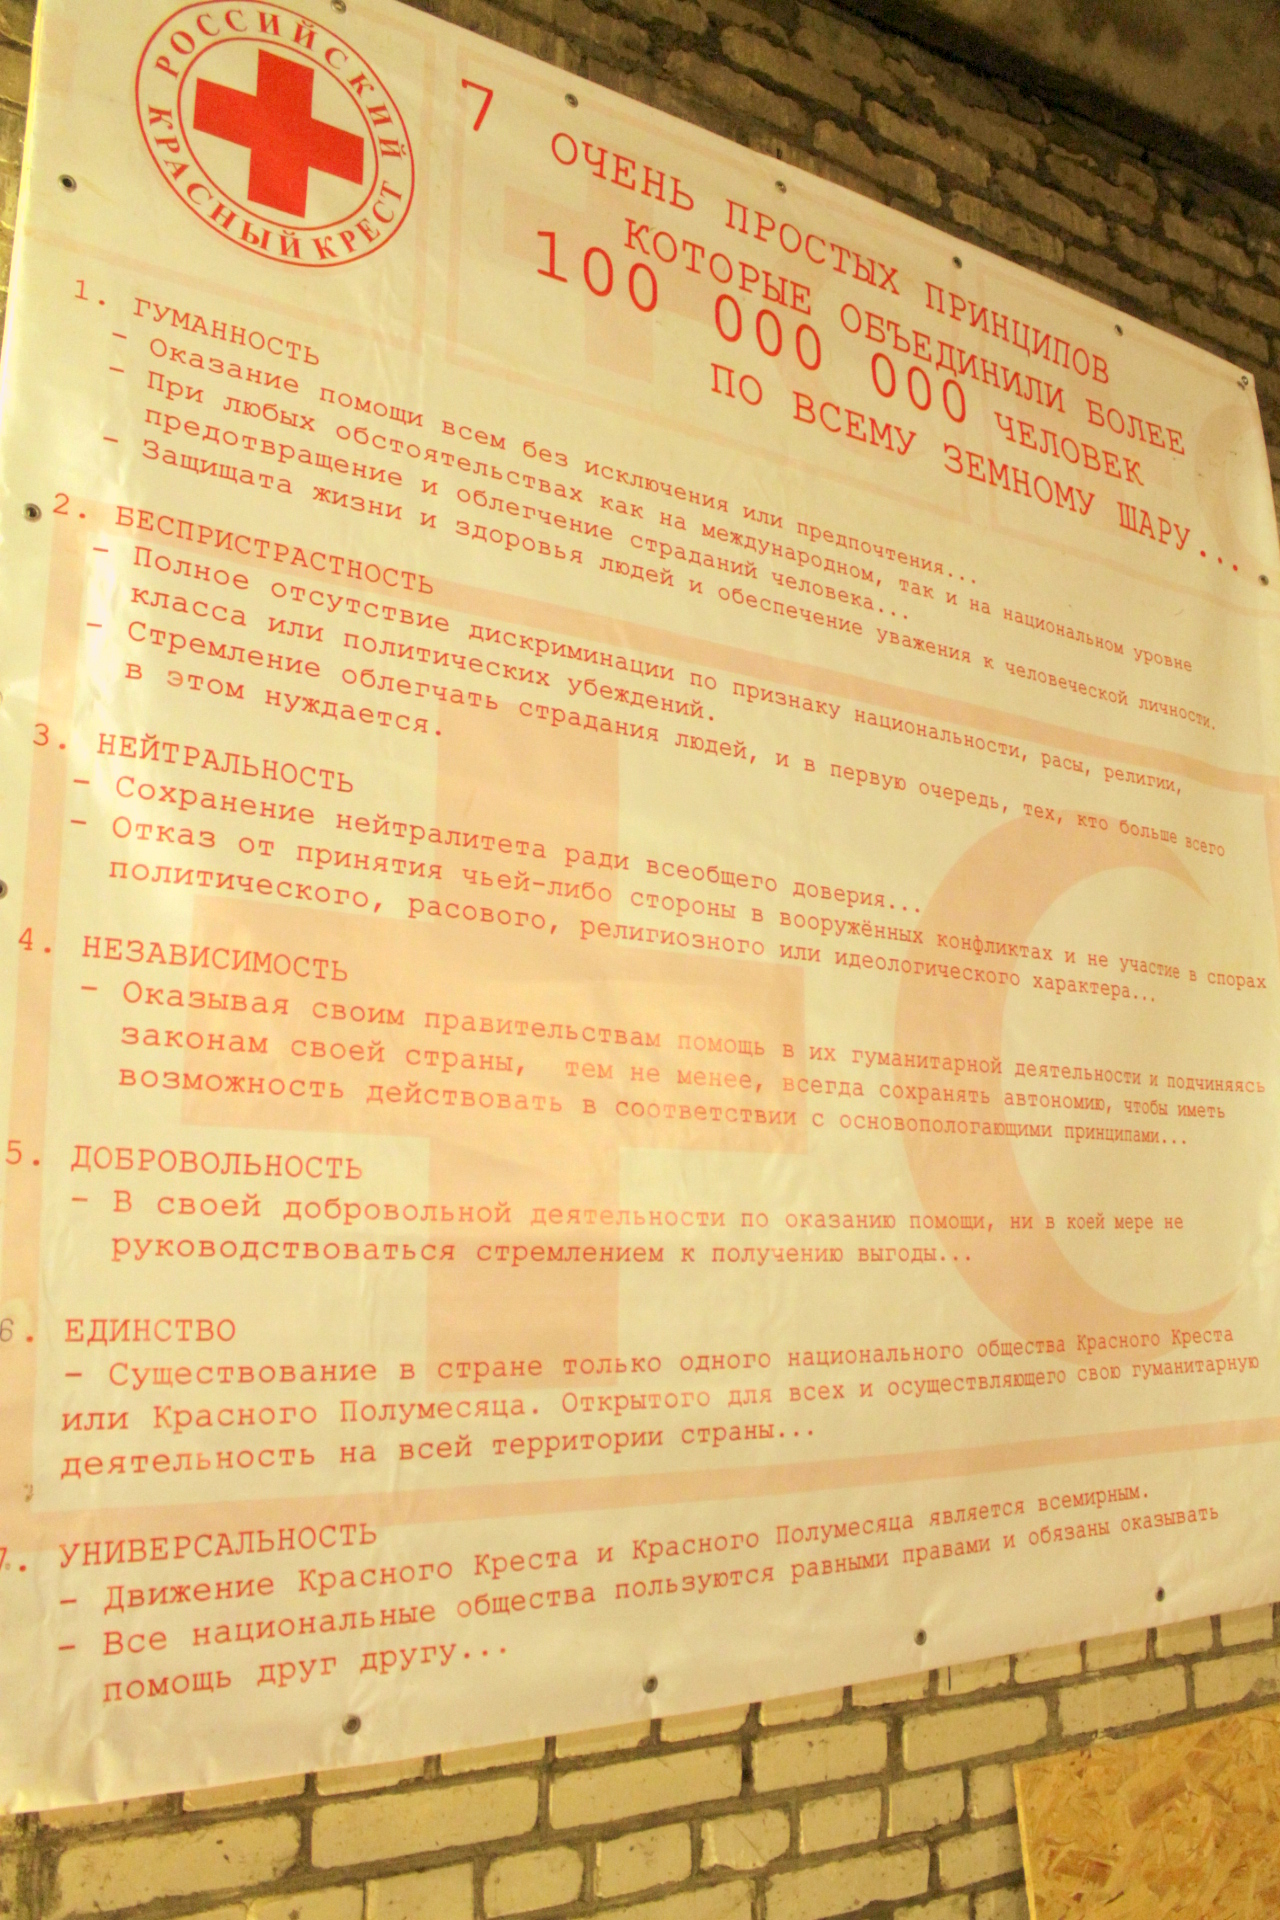 РОССИЙСКИЙ
КРАСНЫЙ КРЕСТ
7 ОЧЕНЬ ПРОСТЫХ ПРИНЦИПОВ
КОТОРЫЕ ОБЪЕДИНИЛИ БОЛЕЕ
100 000 000 ЧЕЛОВЕК
ПО ВСЕМУ ЗЕМНОМУ ШАРУ...
1. ГУМАННОСТЬ
- Оказание помощи всем без исключения или предпочтения...
- При любых обстоятельствах как на международном, так и на национальном уровне
предотвращение и облегчение страданий человека...
- Защищата жизни и здоровья людей и обеспечение уважения к человеческой личности.
2. БЕСПРИСТРАСТНОСТЬ
- Полное отсутствие дискриминации по признаку национальности, расы, религии,
класса или политических убеждений.
- Стремление облегчать страдания людей, и в первую очередь, тех, кто больше всего
в этом нуждается.
3. НЕЙТРАЛЬНОСТЬ
- Сохранение нейтралитета ради всеобщего доверия...
- Отказ от принятия чьей-либо стороны в вооружённых конфликтах и не участие в спорах
политического, расового, религиозного или идеологического характера...
4. НЕЗАВИСИМОСТЬ
- Оказывая своим правительствам помощь в их гуманитарной деятельности и подчиняясь
законам своей страны, тем не менее, всегда сохранять автономию, чтобы иметь
возможность действовать в соответствии с основопологающими принципами...
5. ДОБРОВОЛЬНОСТЬ
- В своей добровольной деятельности по оказанию помощи, ни в коей мере не
руководствоваться стремлением к получению выгоды...
6. ЕДИНСТВО
- Существование в стране только одного национального общества Красного Креста
или Красного Полумесяца. Открытого для всех и осуществляющего свою гуманитарную
деятельность на всей территории страны...
7. УНИВЕРСАЛЬНОСТЬ
- Движение Красного Креста и Красного Полумесяца является всемирным.
- Все национальные общества пользуются равными правами и обязаны оказывать
помощь друг другу...